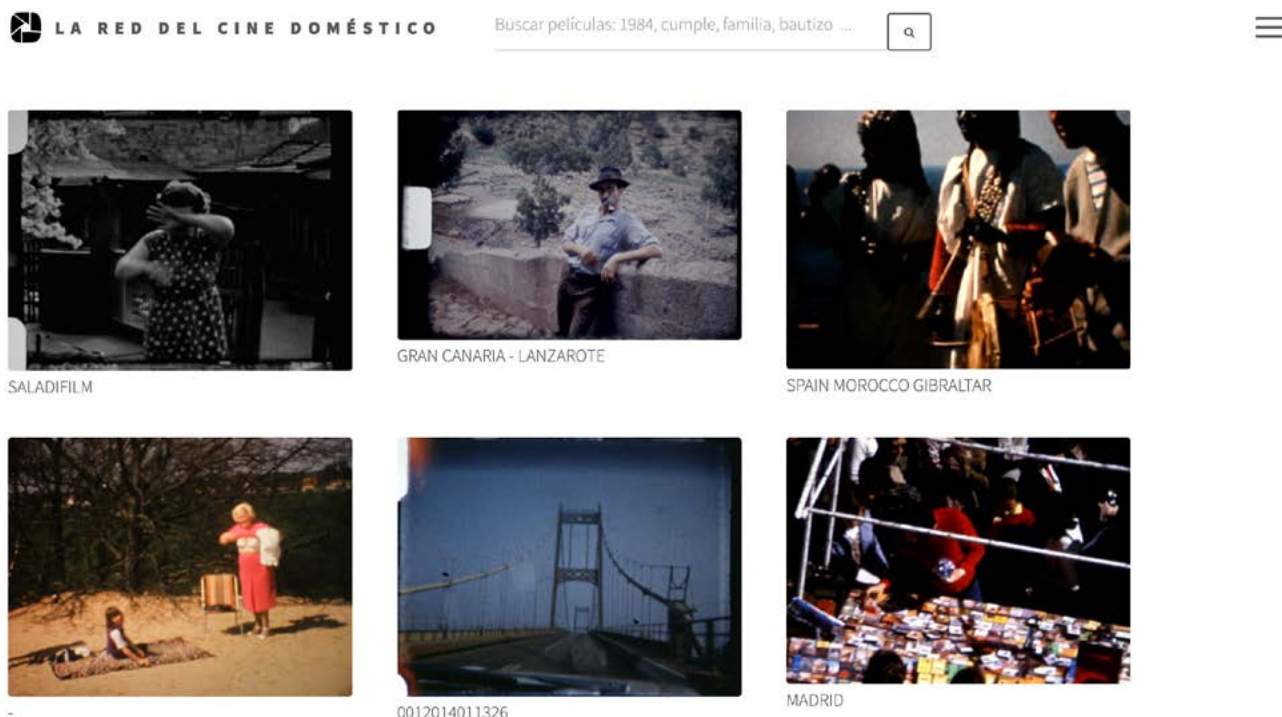 LA RED DEL CINE DOMÉSTICO
Buscar películas: 1984, cumple, familia, bautizo ...
SALADIFILM
GRAN CANARIA - LANZAROTE
SPAIN MOROCCO GIBRALTAR
-
0012014011326
MADRID